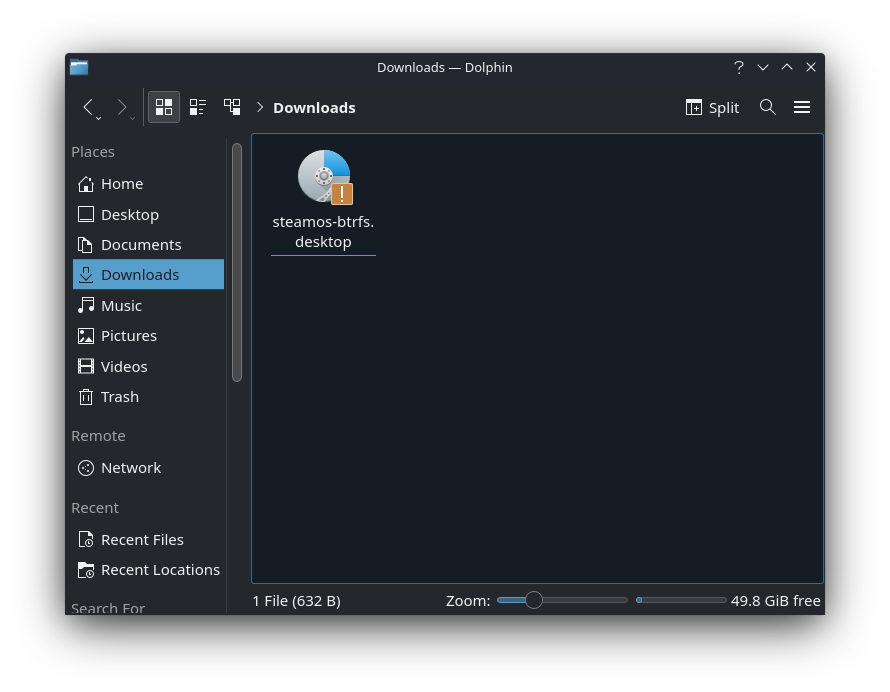 Downloads — Dolphin
Downloads
Split
Places
Home
Desktop
Documents
Downloads
Music
Pictures
Videos
Trash
Remote
Network
Recent
Recent Files
Recent Locations
Search For
steamos-btrfs.
desktop
1 File (632 B)
Zoom:
49.8 GiB free